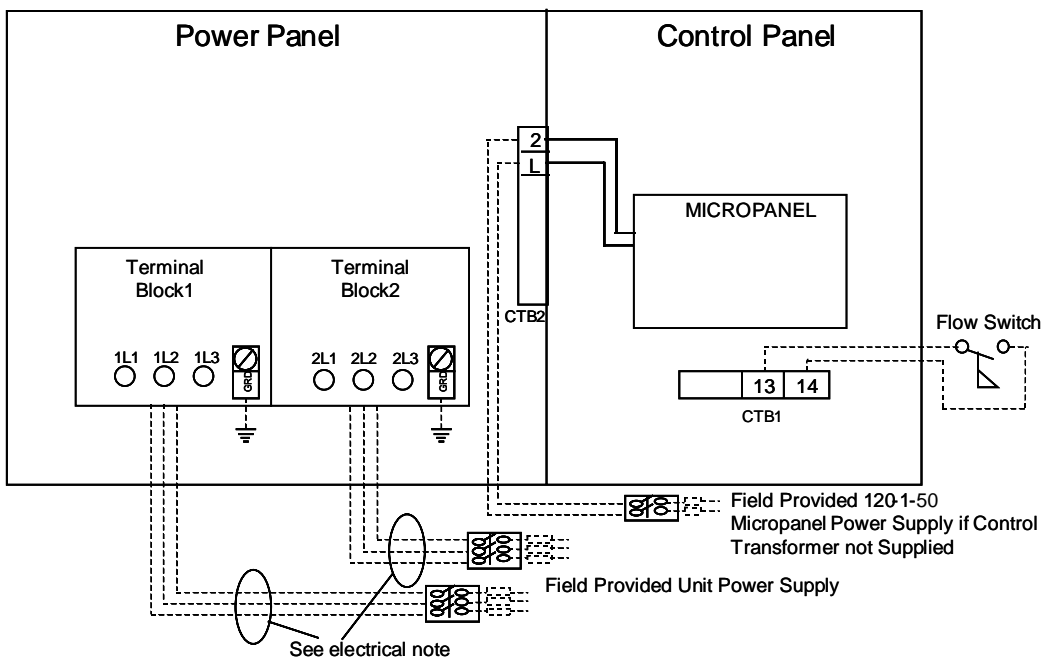 Power Panel
Control Panel
2
L
MICROPANEL
Terminal
Block1
Terminal
Block2
CTB2
Flow Switch
1L1 1L2 1L3
GRD
2L1 2L2 2L3
GRD
13 14
CTB1
Field Provided 120-1-50
Micropanel Power Supply if Control
Transformer not Supplied
Field Provided Unit Power Supply
See electrical note